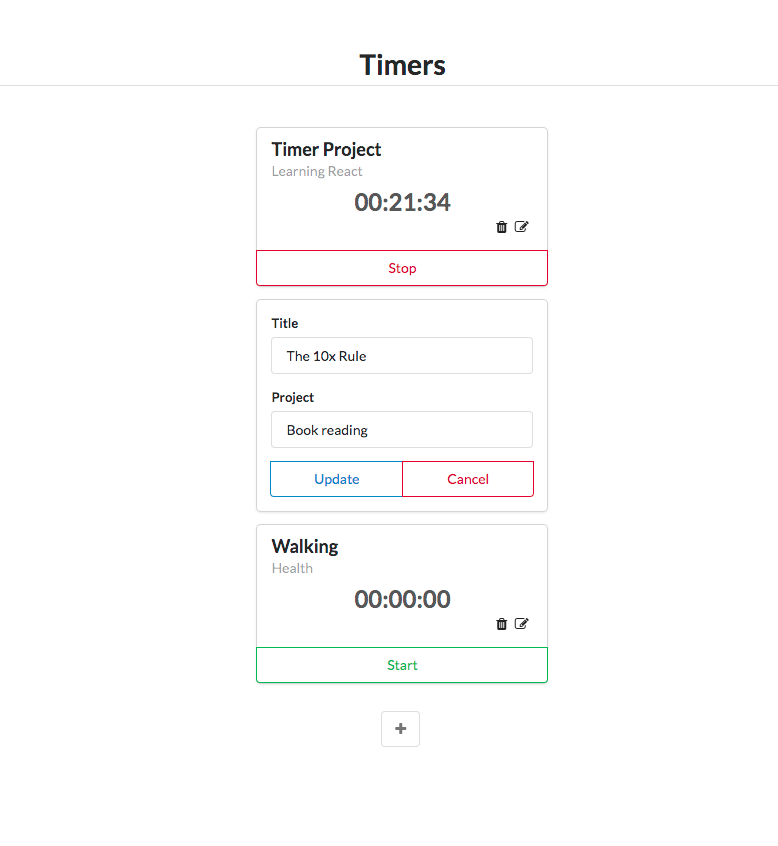 Timers
Timer Project
Learning React
00:21:34
Stop
Title
The 10x Rule
Project
Book reading
Update Cancel
Walking
Health
00:00:00
Start
+